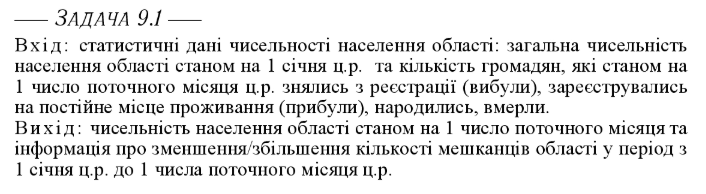 ЗАДАЧА 9.1
Вхід: статистичні дані чисельності населення області: загальна чисельність
населення області станом на 1 січня ц.р. та кількість громадян, які станом на
1 число поточного місяця ц.р. знялись з реєстрації (вибули), зареєструвались
на постійне місце проживання (прибули), народились, вмерли.
Вихід: чисельність населення області станом на 1 число поточного місяця та
інформація про зменшення/збільшення кількості мешканців області у період з
1 січня ц.р. до 1 числа поточного місяця ц.р.